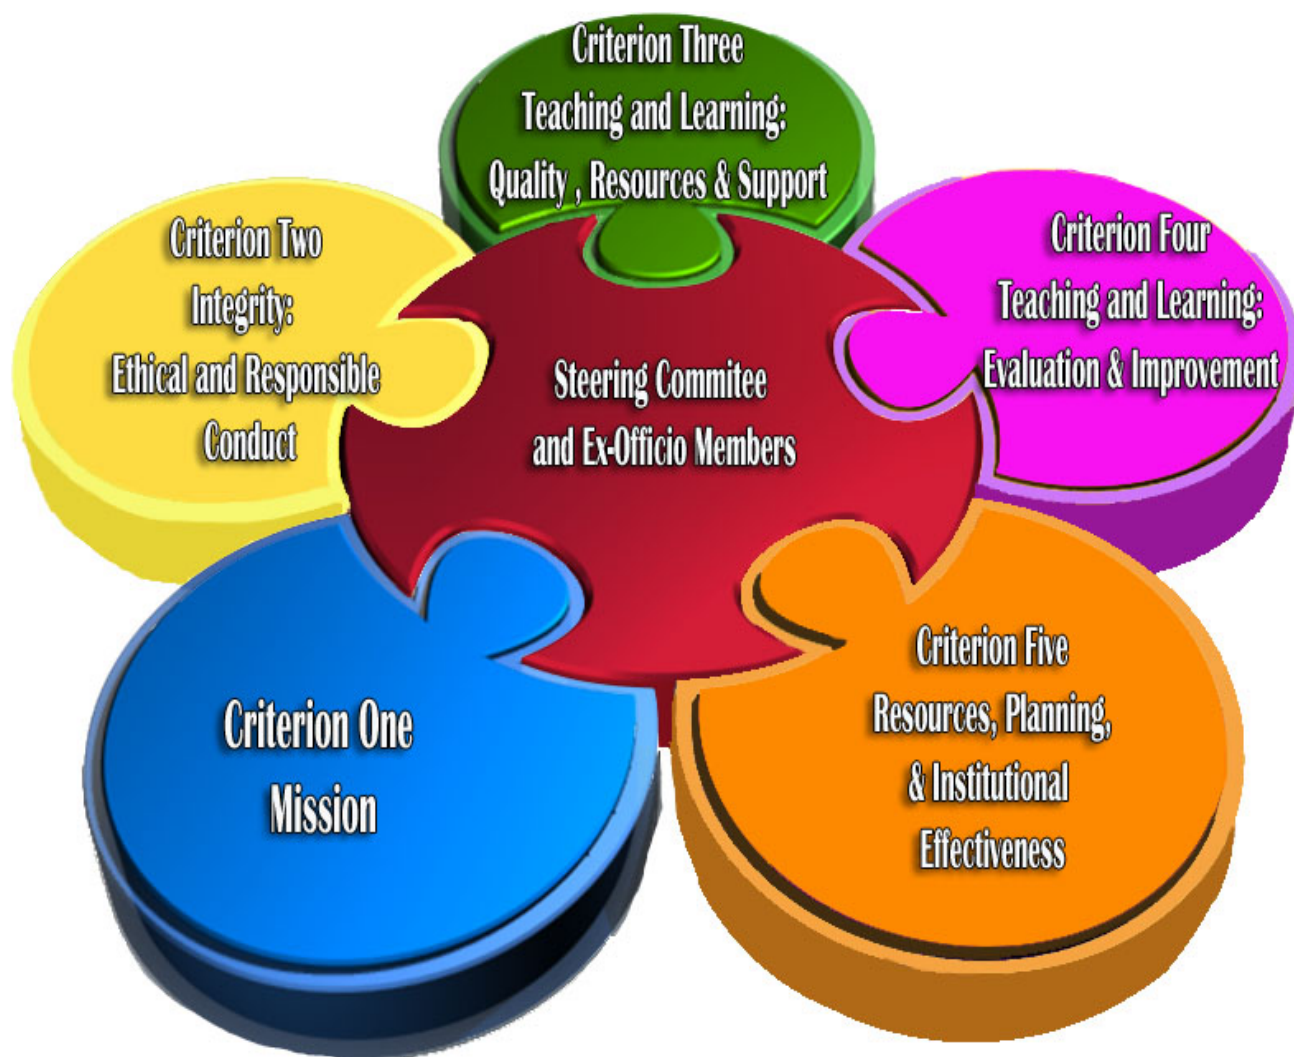 Criterion Three
Teaching and Learning:
Quality , Resources & Support
Criterion Two
Integrity:
Ethical and Responsible
Conduct
Criterion Four
Teaching and Learning:
Evaluation & Improvement
Steering Commitee
and Ex-Officio Members
Criterion One
Mission
Criterion Five
Resources, Planning,
& Institutional
Effectiveness